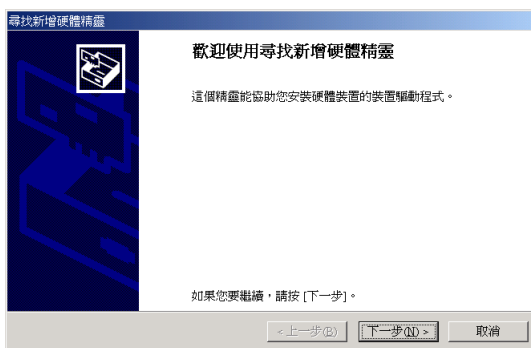 尋找新增硬體精靈
歡迎使用尋找新增硬體精靈
這個精靈能協助您安裝硬體裝置的裝置驅動程式。
如果您要繼續，請按 [下一步]。
< 上一步(B) 下一步(N) > 取消